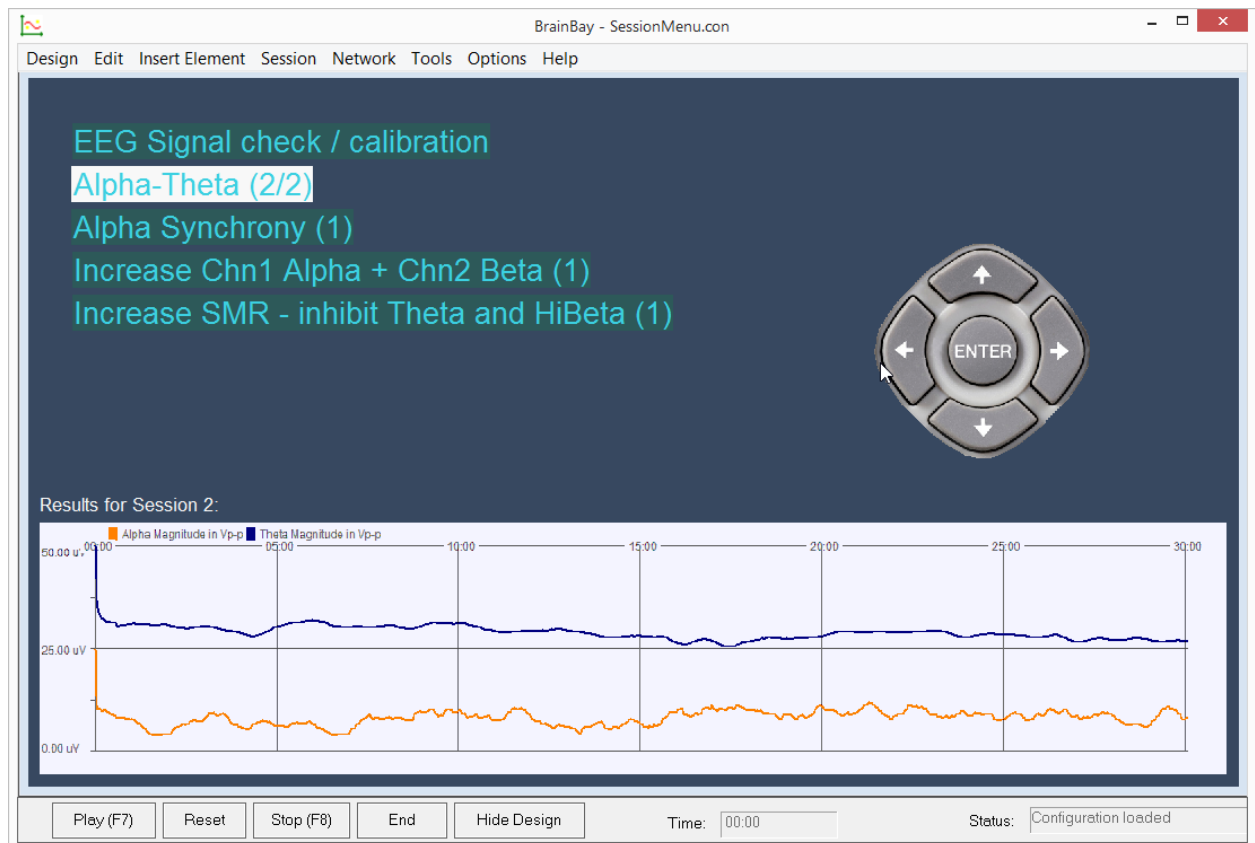 BrainBay - SessionMenu.con
Design Edit Insert Element Session Network Tools Options Help
EEG Signal check / calibration
Alpha-Theta (2/2)
Alpha Synchrony (1)
Increase Chn1 Alpha + Chn2 Beta (1)
Increase SMR - inhibit Theta and HiBeta (1)
ENTER
Results for Session 2:
Alpha Magnitude in Vp-p Theta Magnitude in Vp-p
50.00 u 00:00 05:00 10:00 15:00 20:00 25:00 30:00
25.00 uV
0.00 uV
Play (F7) Reset Stop (F8) End Hide Design Time: 00:00 Status: Configuration loaded